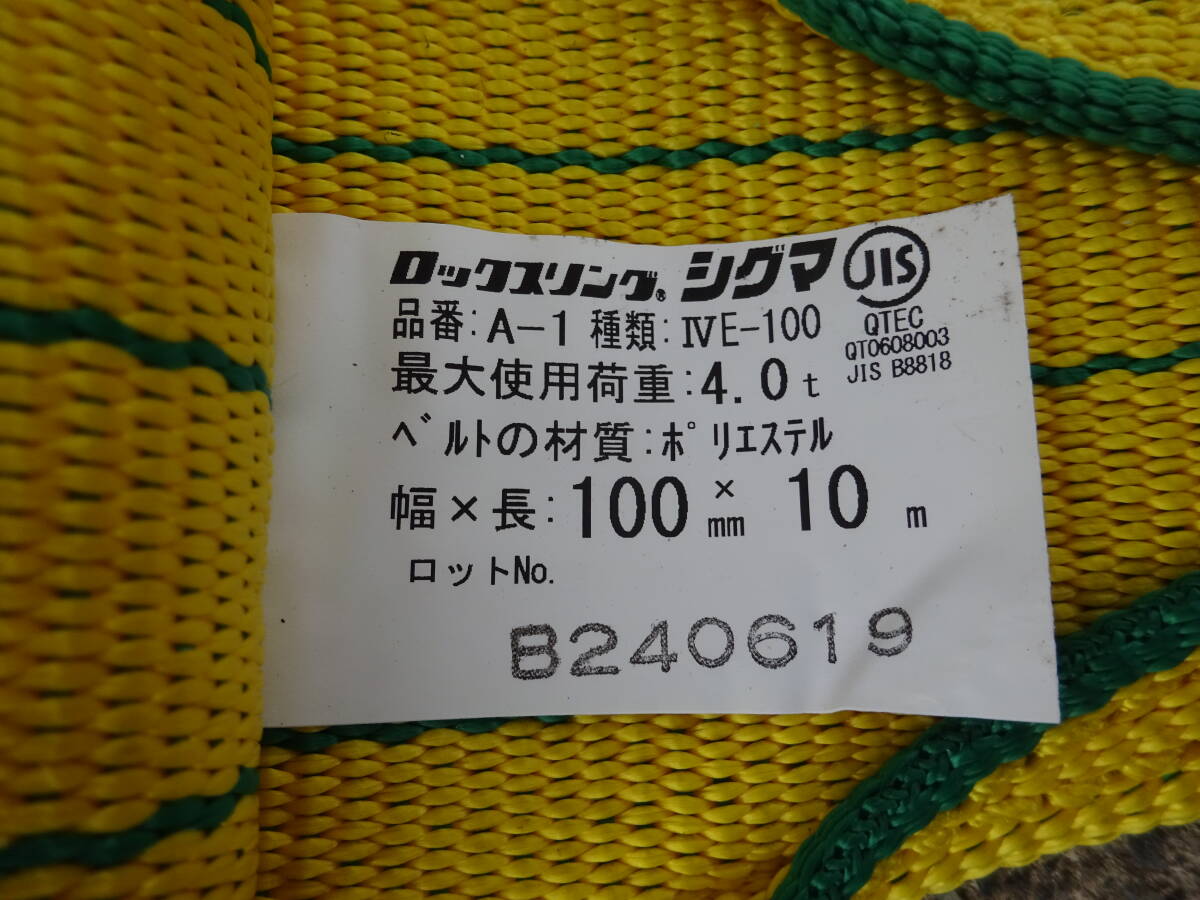 ロックスリング® シグマ JIS
品番: A-1 種類: ⅣE-100
QTEC
QT0608003
JIS B8818
最大使用荷重: 4.0 t
ﾍﾞﾙﾄの材質: ﾎﾟﾘｴｽﾃﾙ
幅×長: 100mm × 10 m
ロットNo.
B240619